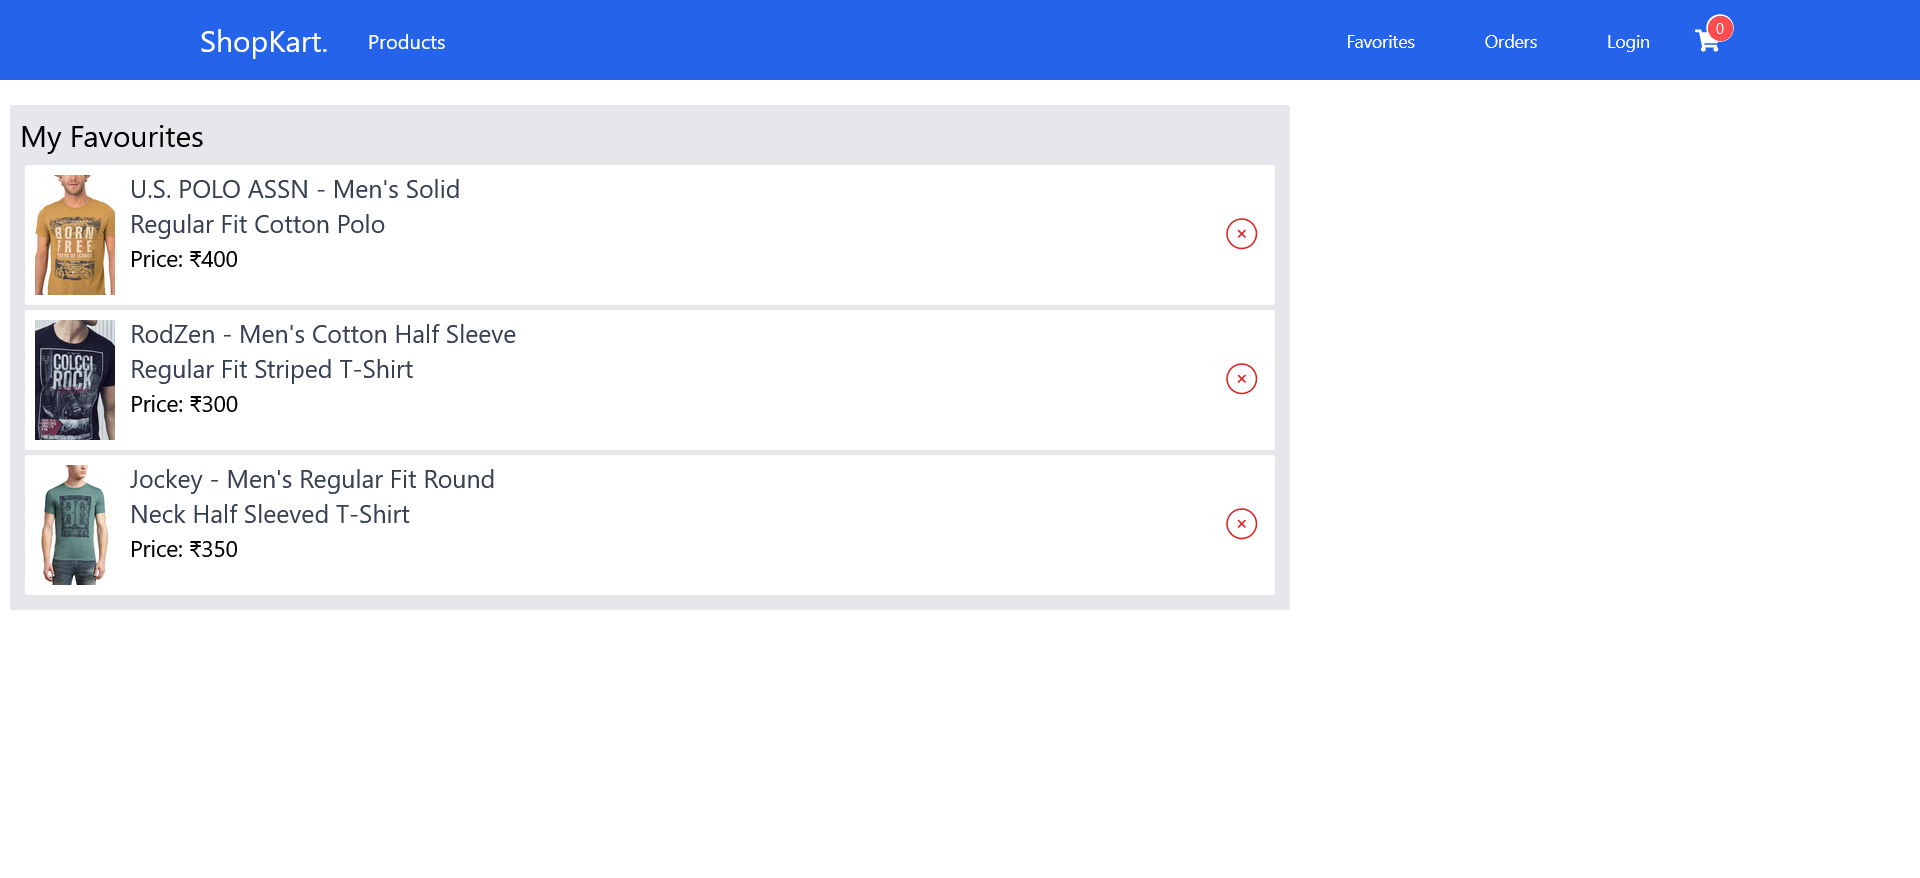 ShopKart.
Products
Favorites
Orders
Login
0
My Favourites
U.S. POLO ASSN - Men's Solid
Regular Fit Cotton Polo
Price: ₹400
BORN
FREE
RodZen - Men's Cotton Half Sleeve
Regular Fit Striped T-Shirt
Price: ₹300
COLCCI
ROCK
Jockey - Men's Regular Fit Round
Neck Half Sleeved T-Shirt
Price: ₹350